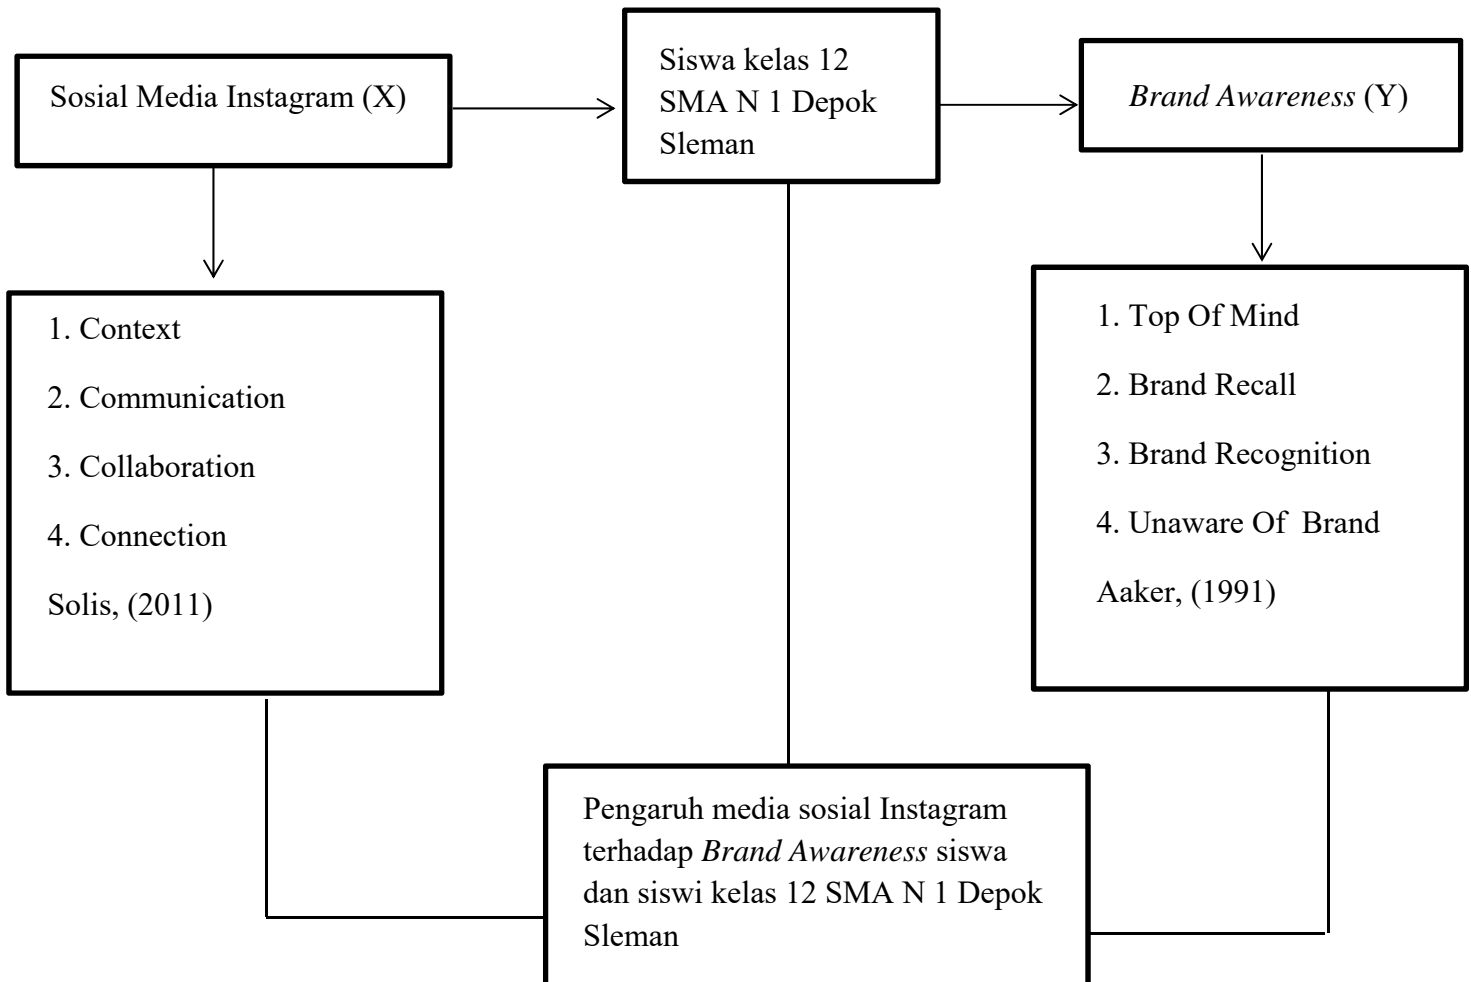 Sosial Media Instagram (X)
Siswa kelas 12
SMA N 1 Depok
Sleman
Brand Awareness (Y)
1. Context
2. Communication
3. Collaboration
4. Connection
Solis, (2011)
1. Top Of Mind
2. Brand Recall
3. Brand Recognition
4. Unaware Of Brand
Aaker, (1991)
Pengaruh media sosial Instagram
terhadap Brand Awareness siswa
dan siswi kelas 12 SMA N 1 Depok
Sleman